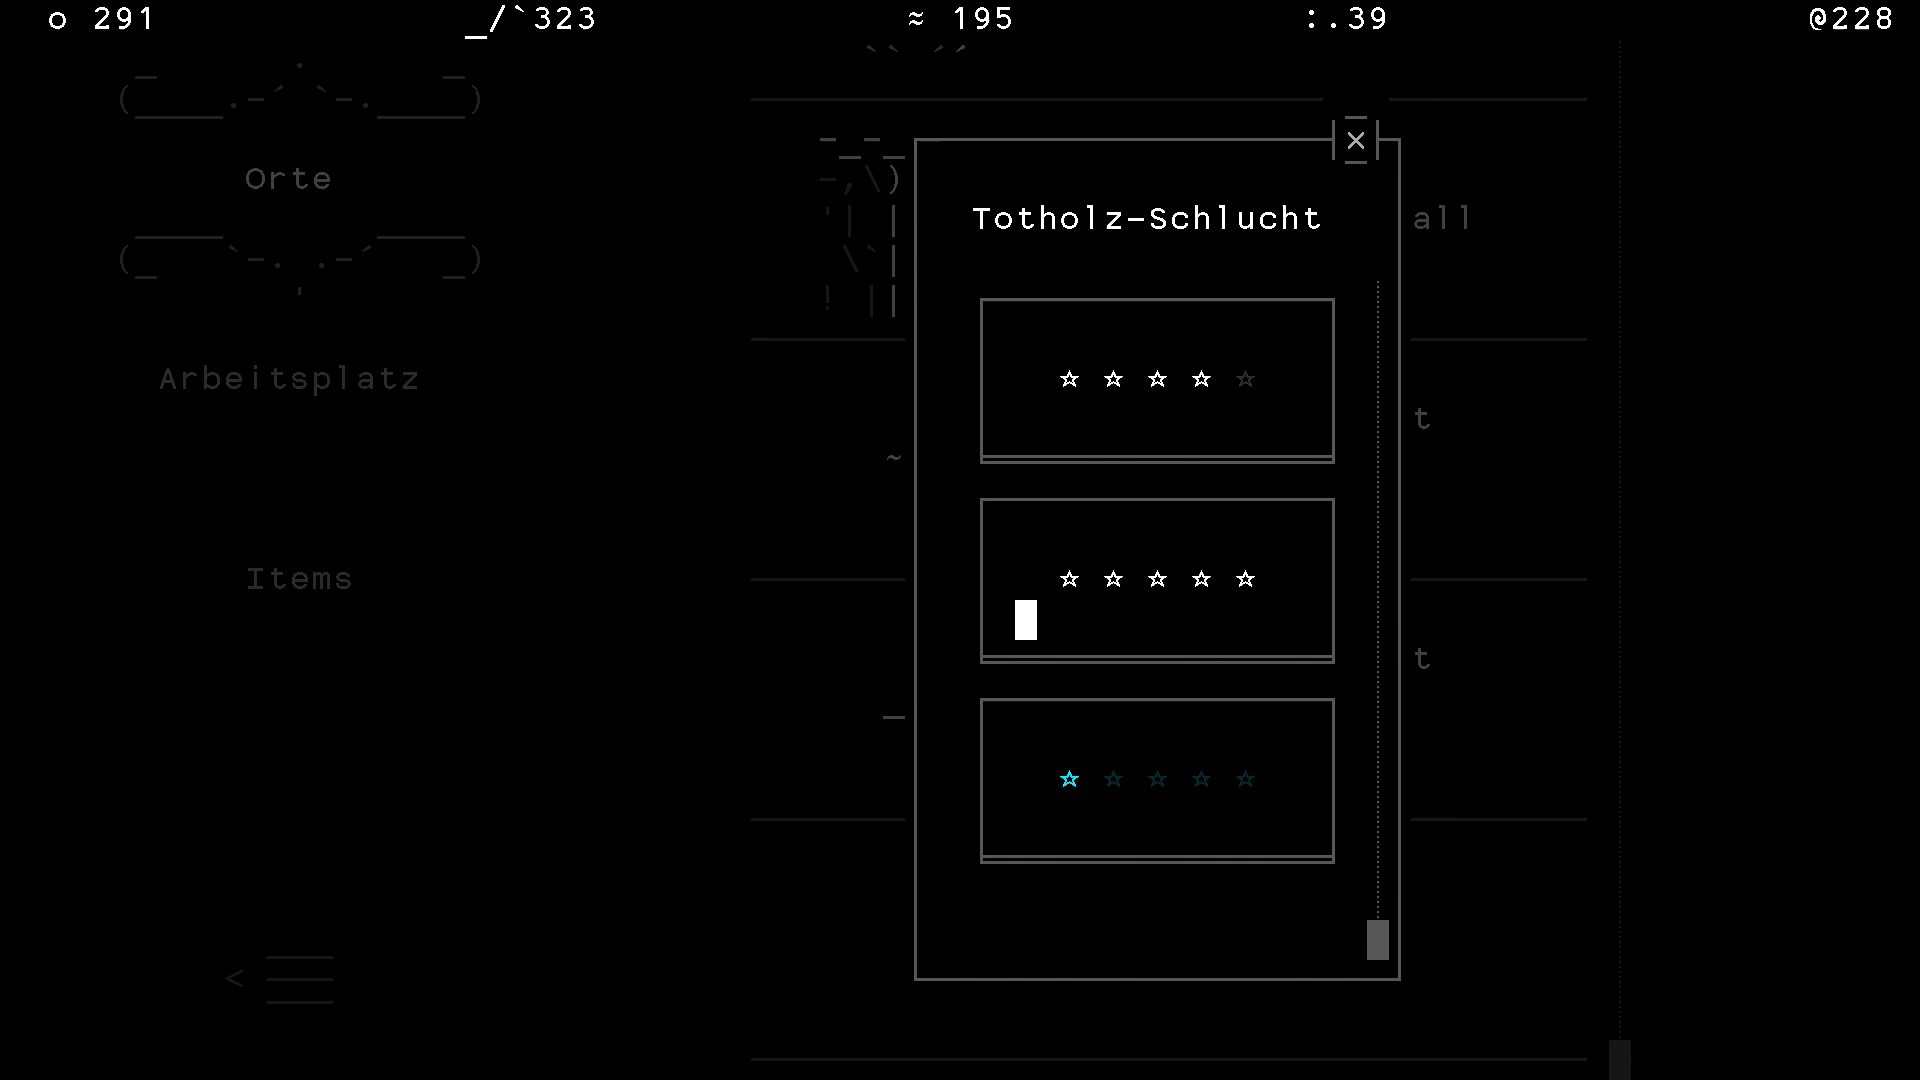 o 291 _/`323 ≈ 195 :.39 @228
Orte
Totholz-Schlucht
all
Arbeitsplatz
☆ ☆ ☆ ☆ ☆
t
Items
☆ ☆ ☆ ☆ ☆
t
☆ ☆ ☆ ☆ ☆